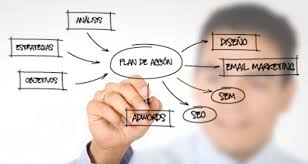 ANÁLISIS
ESTRATEGIAS
OBJETIVOS
PLAN DE ACCIÓN
DISEÑO
EMAIL MARKETING
SEM
SEO
ADWORDS